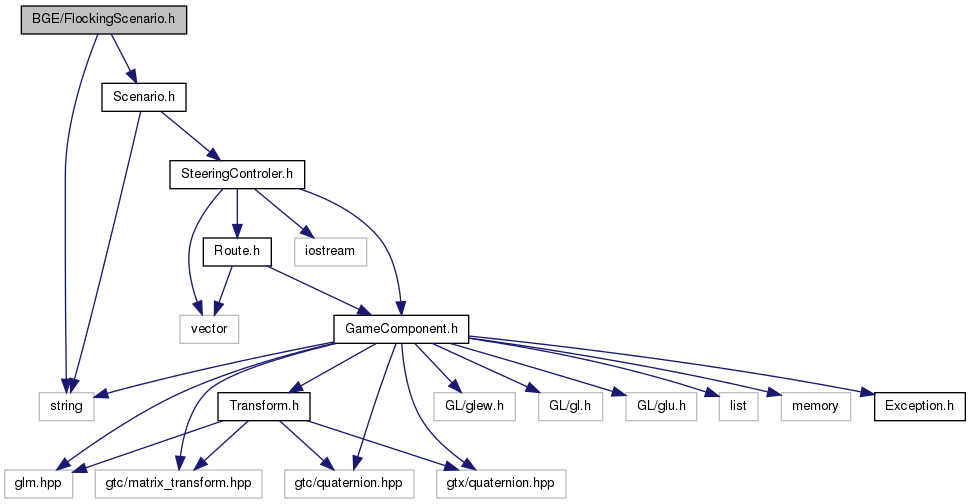 BGE/FlockingScenario.h
Scenario.h
SteeringControler.h
Route.h
iostream
vector
GameComponent.h
string
Transform.h
GL/glew.h
GL/gl.h
GL/glu.h
list
memory
Exception.h
glm.hpp
gtc/matrix_transform.hpp
gtc/quaternion.hpp
gtx/quaternion.hpp